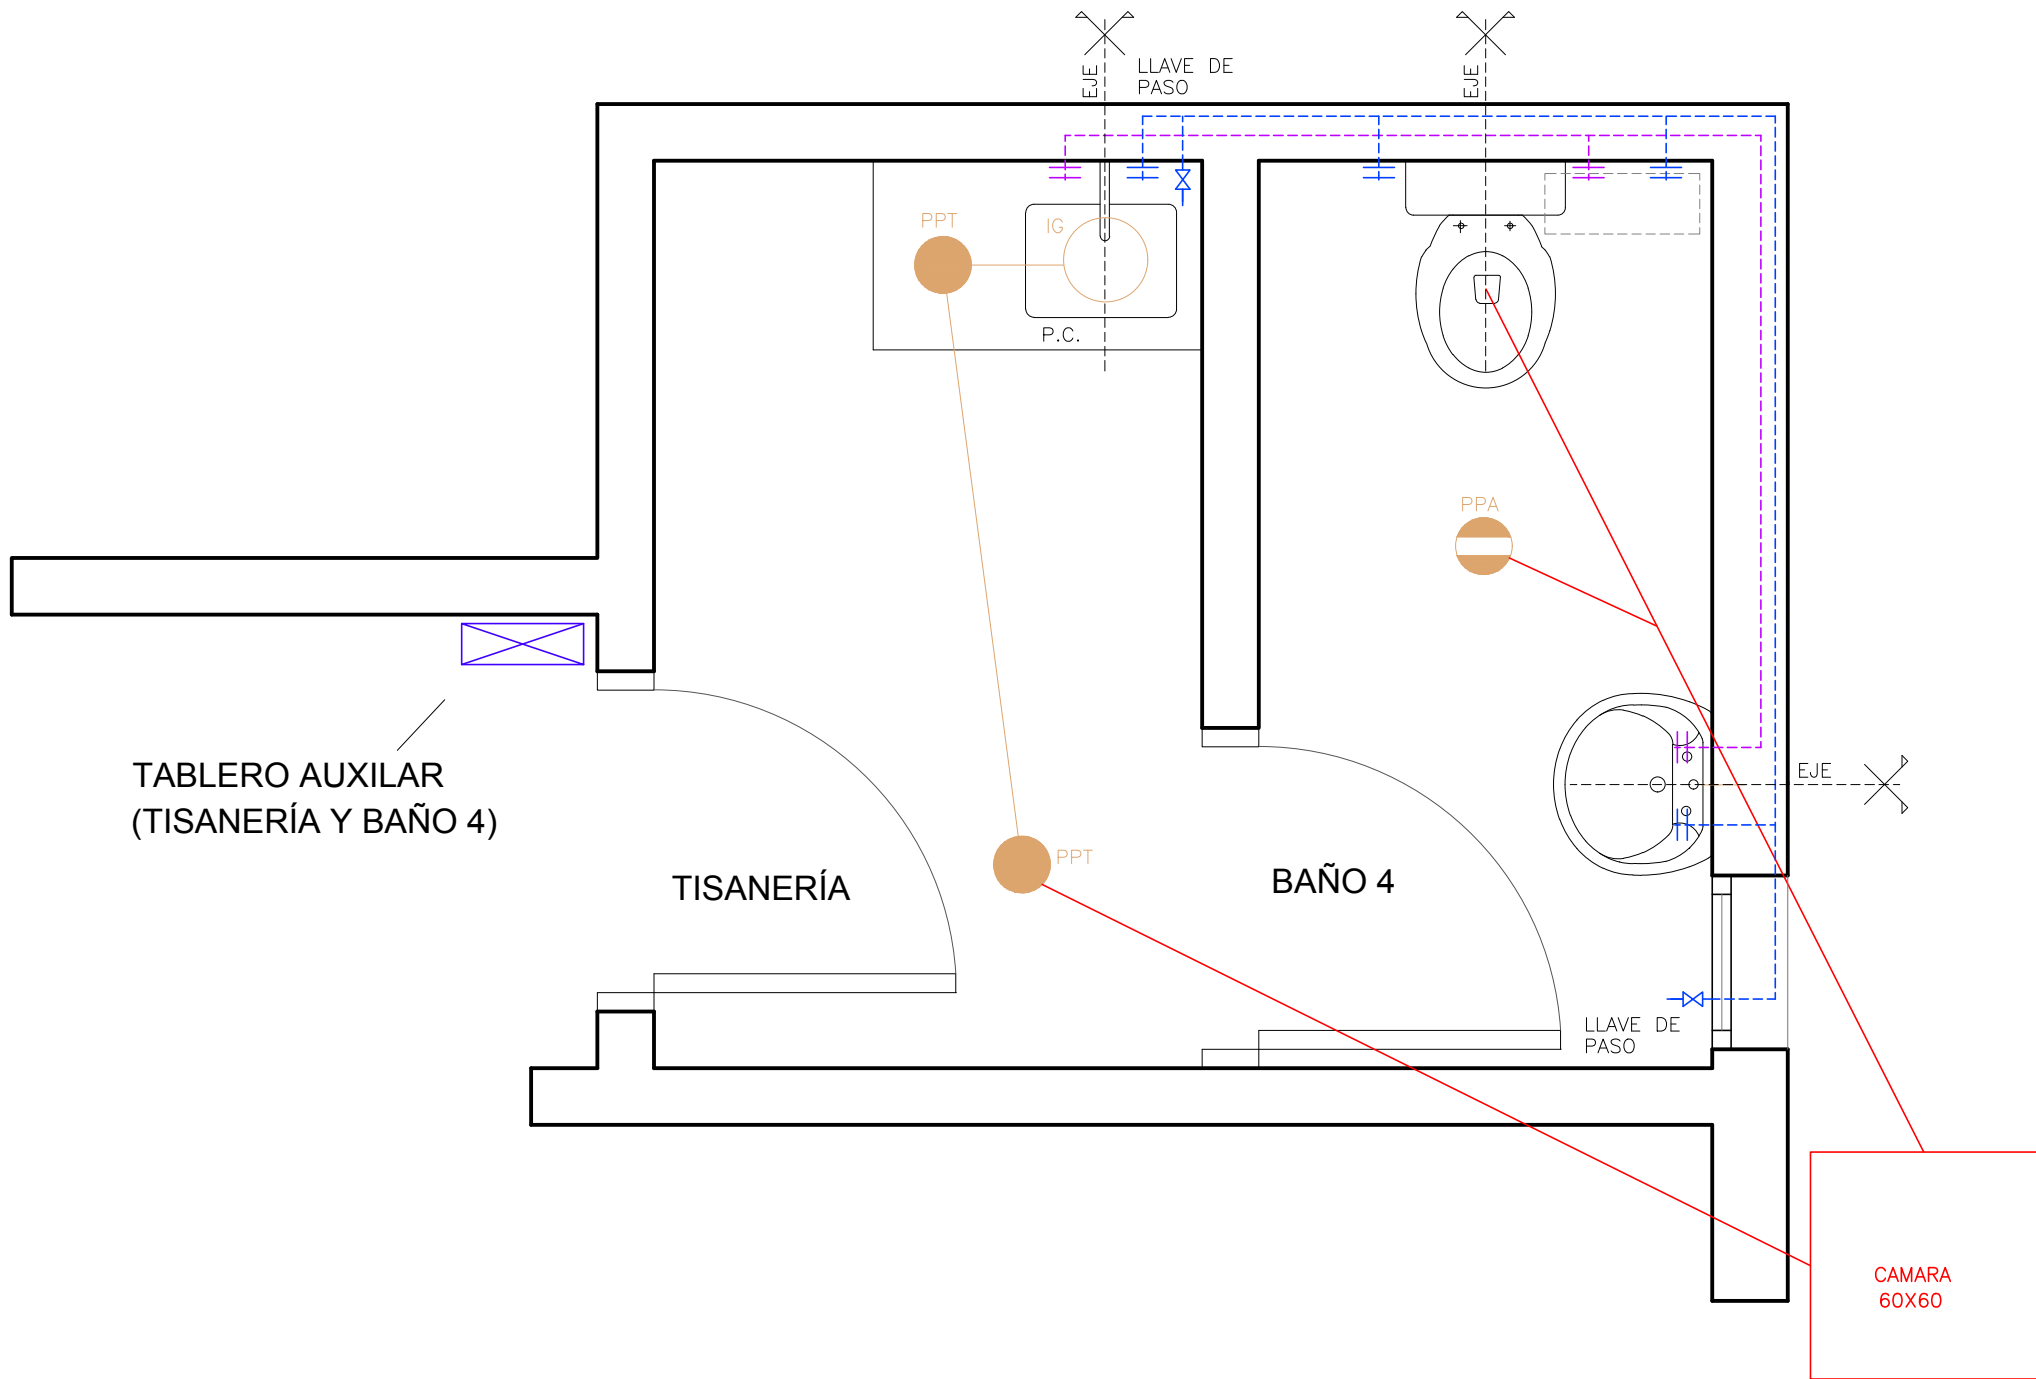 EJE
LLAVE DE
PASO
EJE
PPT
IG
P.C.
PPA
TABLERO AUXILAR
(TISANERÍA Y BAÑO 4)
EJE
TISANERÍA
PPT
BAÑO 4
LLAVE DE
PASO
CAMARA
60X60